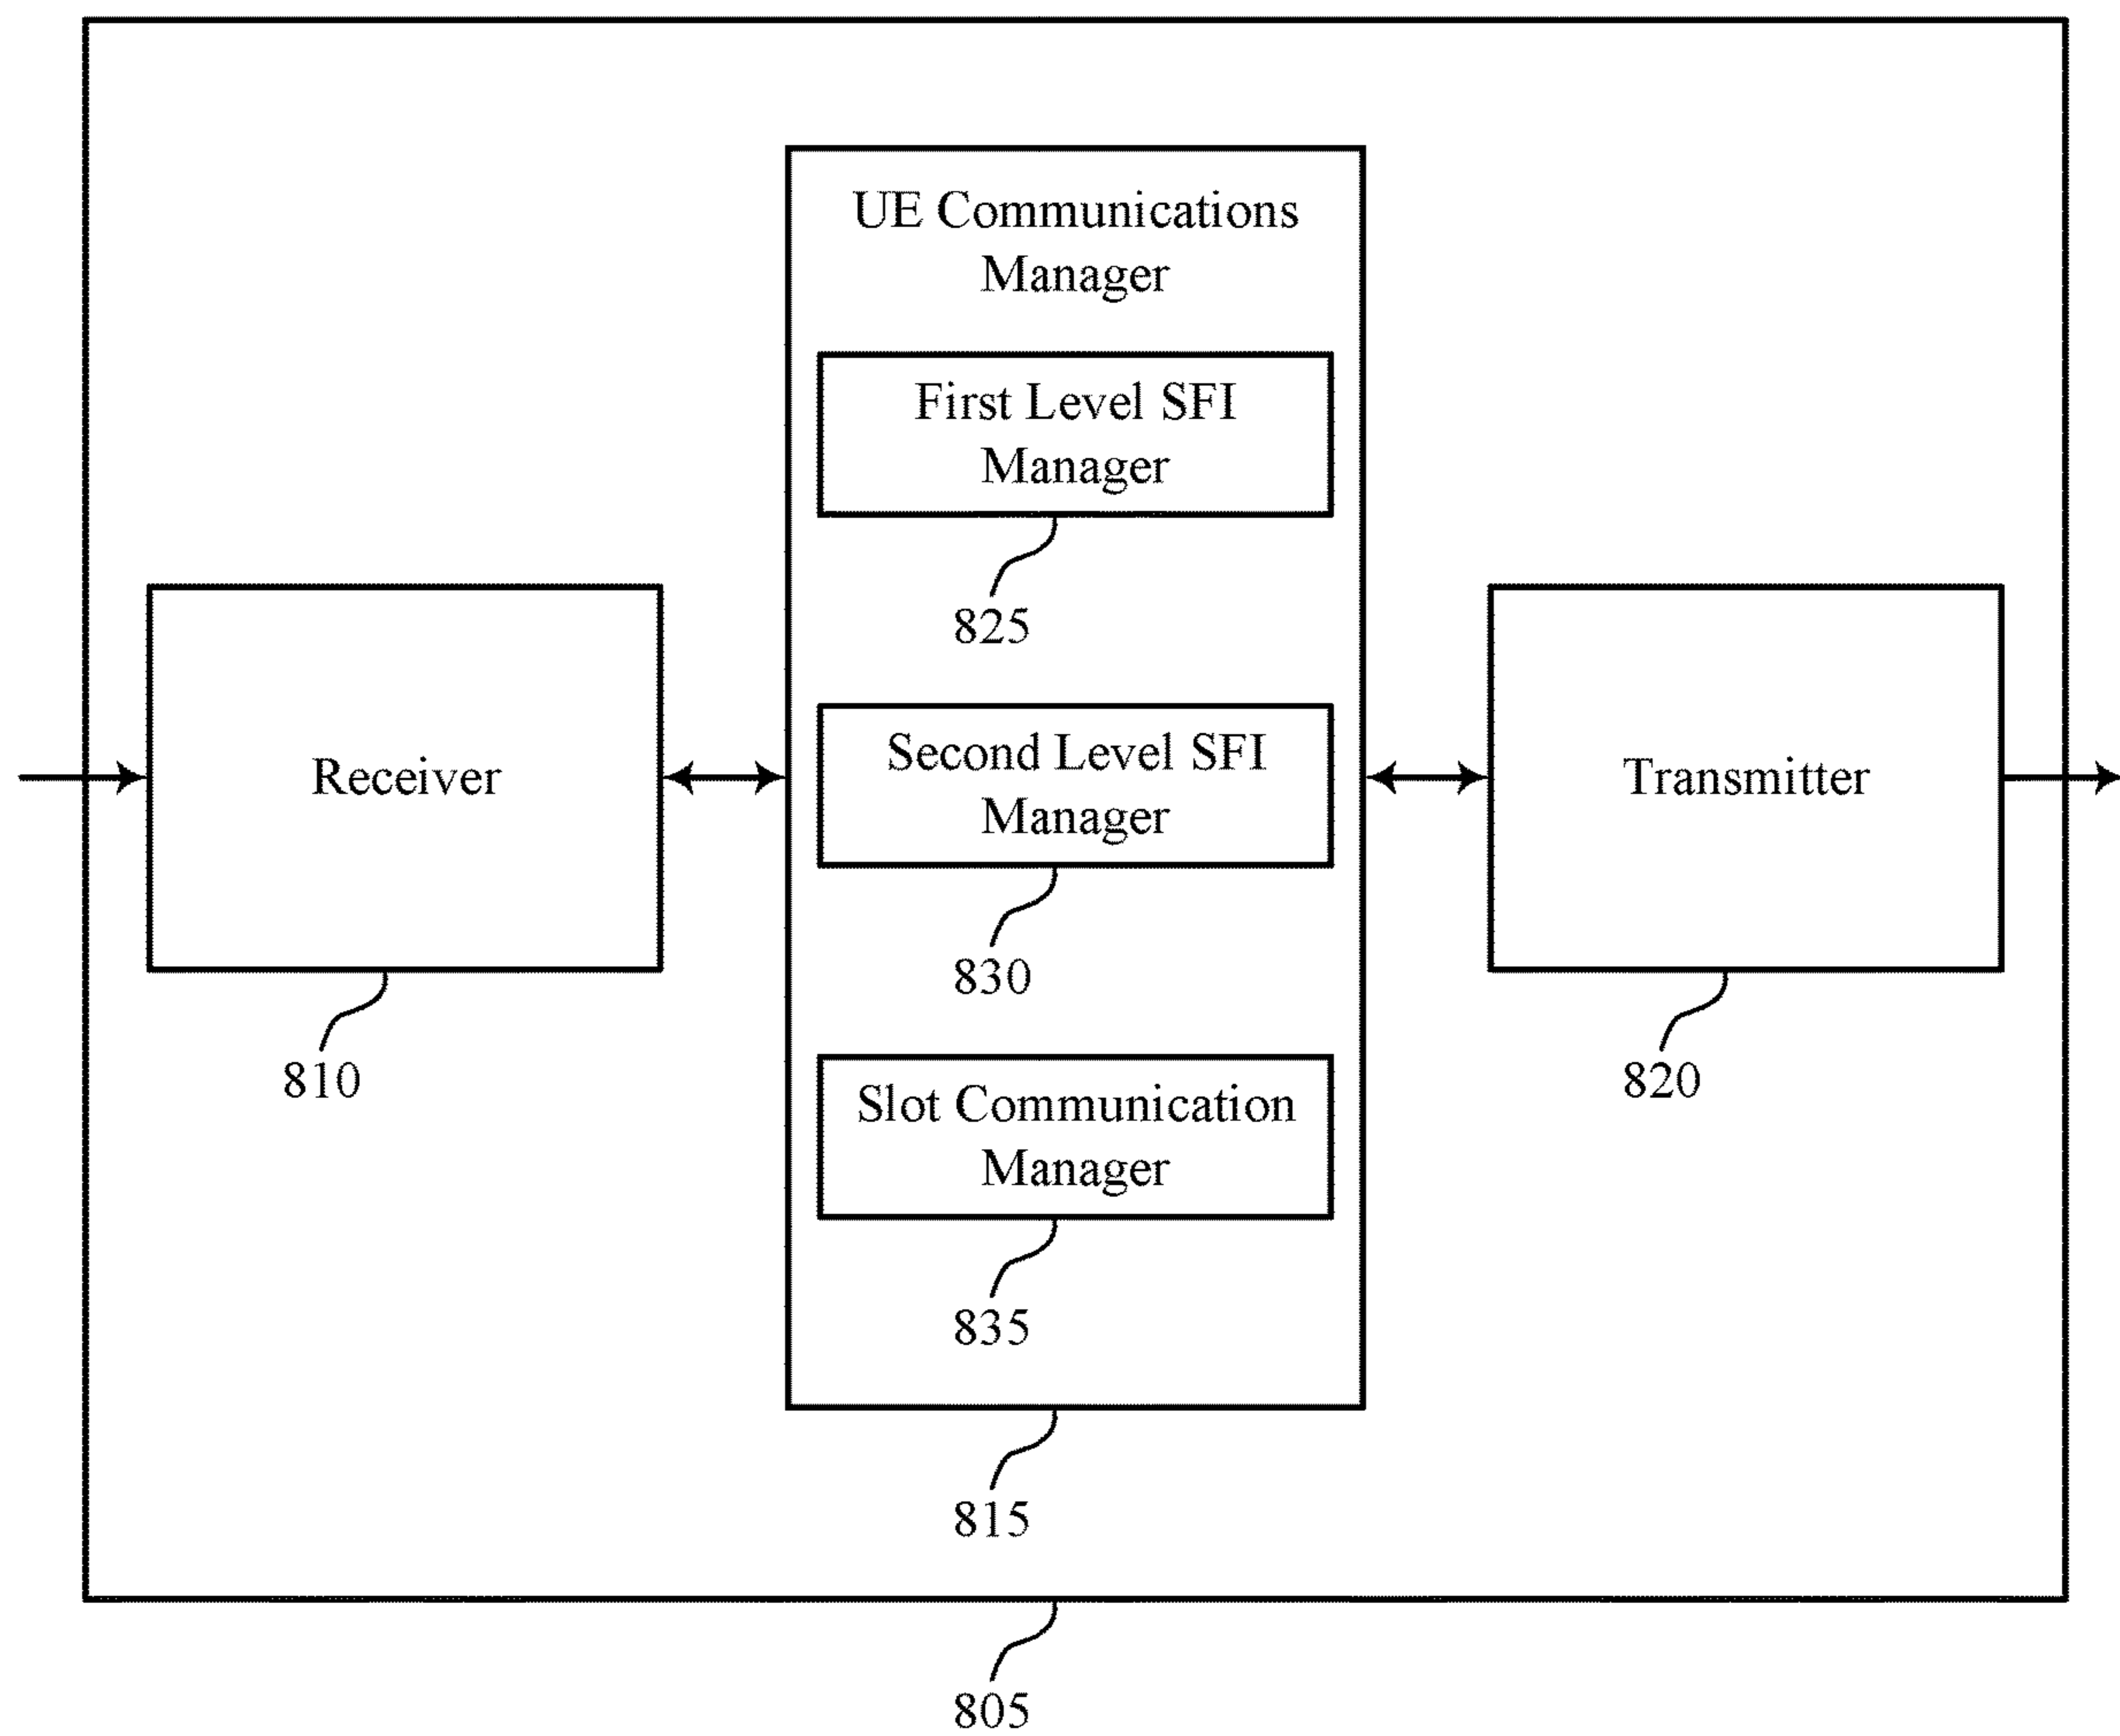 UE Communications
Manager
First Level SFI
Manager
825
Receiver
810
Second Level SFI
Manager
830
Transmitter
820
Slot Communication
Manager
835
815
805